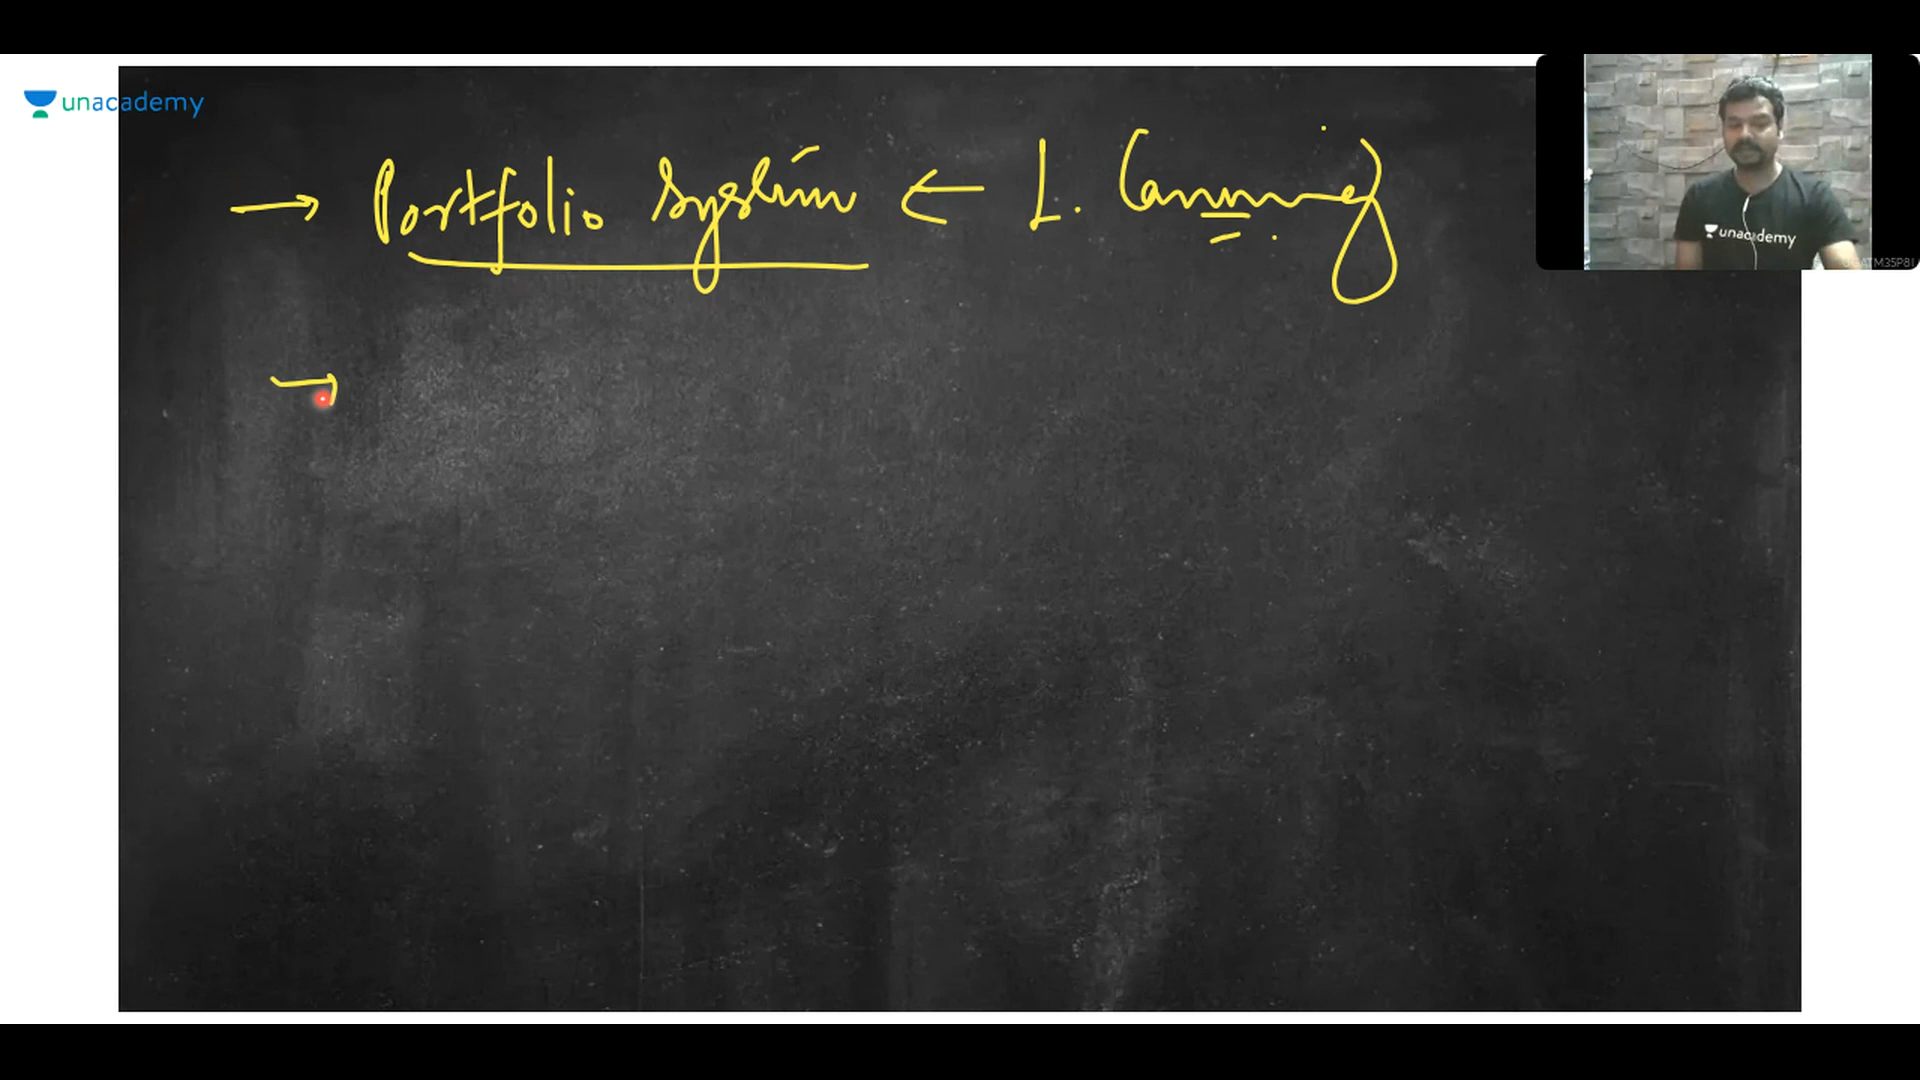 unacademy
→ Portfolio System ← L. Canning
→
unacademy